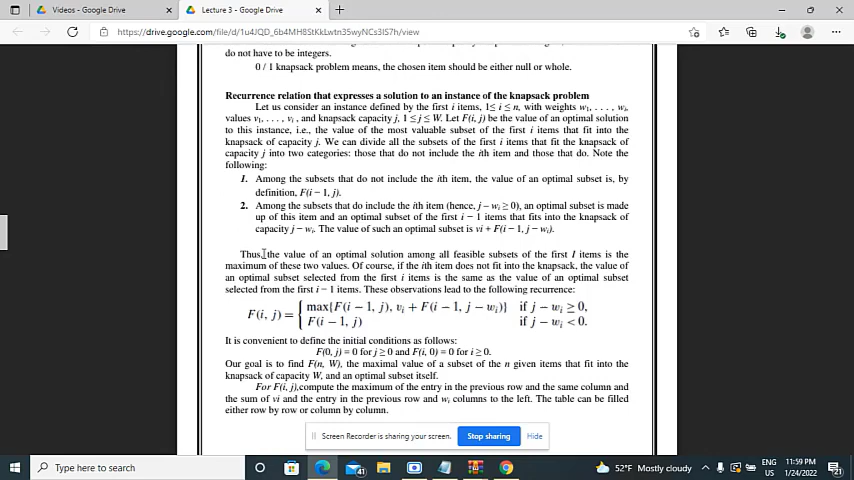 Videos - Google Drive
Lecture 3 - Google Drive
https://drive.google.com/file/d/1u4JQD_6b4MH8StKkLwtn35wyNCs3IS7h/view
do not have to be integers.
0 / 1 knapsack problem means, the chosen item should be either null or whole.
Recurrence relation that expresses a solution to an instance of the knapsack problem
Let us consider an instance defined by the first i items, 1≤ i ≤ n, with weights w1, . . . , wi,
values v1, . . . , vi , and knapsack capacity j, 1 ≤ j ≤ W. Let F(i, j) be the value of an optimal solution
to this instance, i.e., the value of the most valuable subset of the first i items that fit into the
knapsack of capacity j. We can divide all the subsets of the first i items that fit the knapsack of
capacity j into two categories: those that do not include the ith item and those that do. Note the
following:
1. Among the subsets that do not include the ith item, the value of an optimal subset is, by
definition, F(i − 1, j).
2. Among the subsets that do include the ith item (hence, j − wi ≥ 0), an optimal subset is made
up of this item and an optimal subset of the first i − 1 items that fits into the knapsack of
capacity j − wi. The value of such an optimal subset is vi + F(i − 1, j − wi).
Thus, the value of an optimal solution among all feasible subsets of the first I items is the
maximum of these two values. Of course, if the ith item does not fit into the knapsack, the value of
an optimal subset selected from the first i items is the same as the value of an optimal subset
selected from the first i − 1 items. These observations lead to the following recurrence:
F(i, j) = { max{F(i − 1, j), vi + F(i − 1, j − wi)} if j − wi ≥ 0,
F(i − 1, j) if j − wi < 0.
It is convenient to define the initial conditions as follows:
F(0, j) = 0 for j ≥ 0 and F(i, 0) = 0 for i ≥ 0.
Our goal is to find F(n, W), the maximal value of a subset of the n given items that fit into the
knapsack of capacity W, and an optimal subset itself.
For F(i, j),compute the maximum of the entry in the previous row and the same column and
the sum of vi and the entry in the previous row and wi columns to the left. The table can be filled
either row by row or column by column.
Screen Recorder is sharing your screen.
Stop sharing
Hide
Type here to search
41
52°F Mostly cloudy
ENG
US
11:59 PM
1/24/2022
21